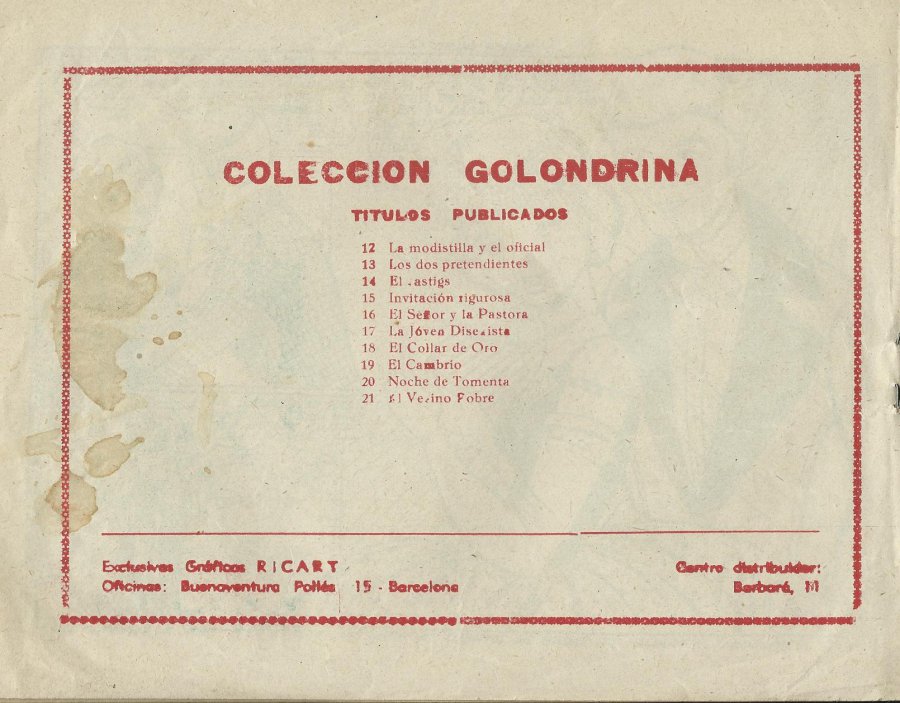 COLECCION GOLONDRINA
TITULOS PUBLICADOS
12 La modistilla y el oficial
13 Los dos pretendientes
14 El
15 Invitación rigurosa
16 El Señor y la Pastora
17 La Jóven
18 El Collar de Oro
19 El Cambrio
20 Noche de Tomenta
21 El Vecino Pobre
Exclusivas Gráficas RICART
Oficinas: Buenaventura Pollés 15 - Barcelona
Centro distribuidor:
Barbará,